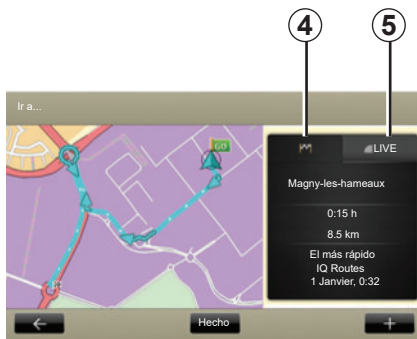 4
5
Ir a...
GO
LIVE
Magny-les-hameaux
0:15 h
8.5 km
El más rápido
IQ Routes
1 Janvier, 0:32
Hecho